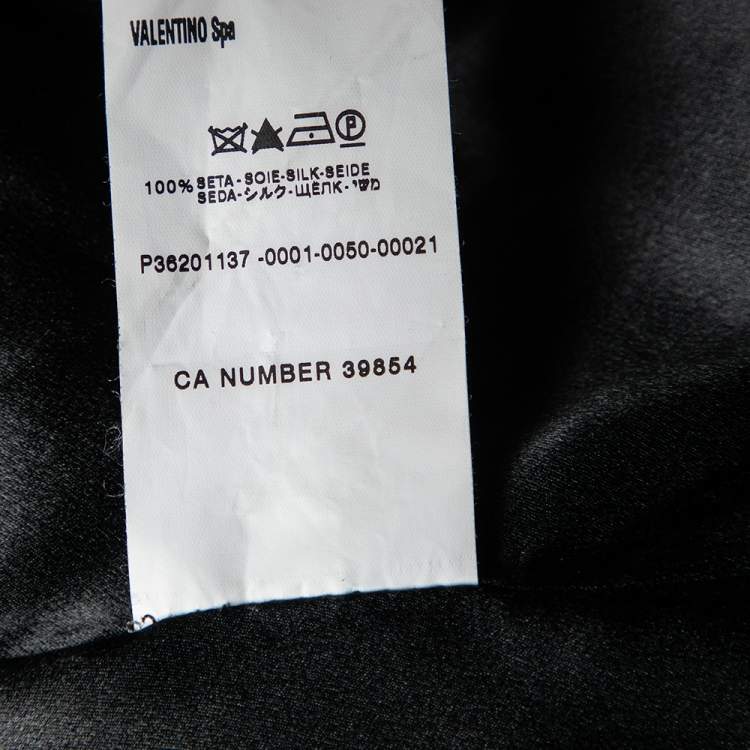 VALENTINO Spa
P
100% SETA-SOIE-SILK-SEIDE
SEDA-シルク-ЩЁЛК-משי
P36201137 -0001-0050-00021
CA NUMBER 39854